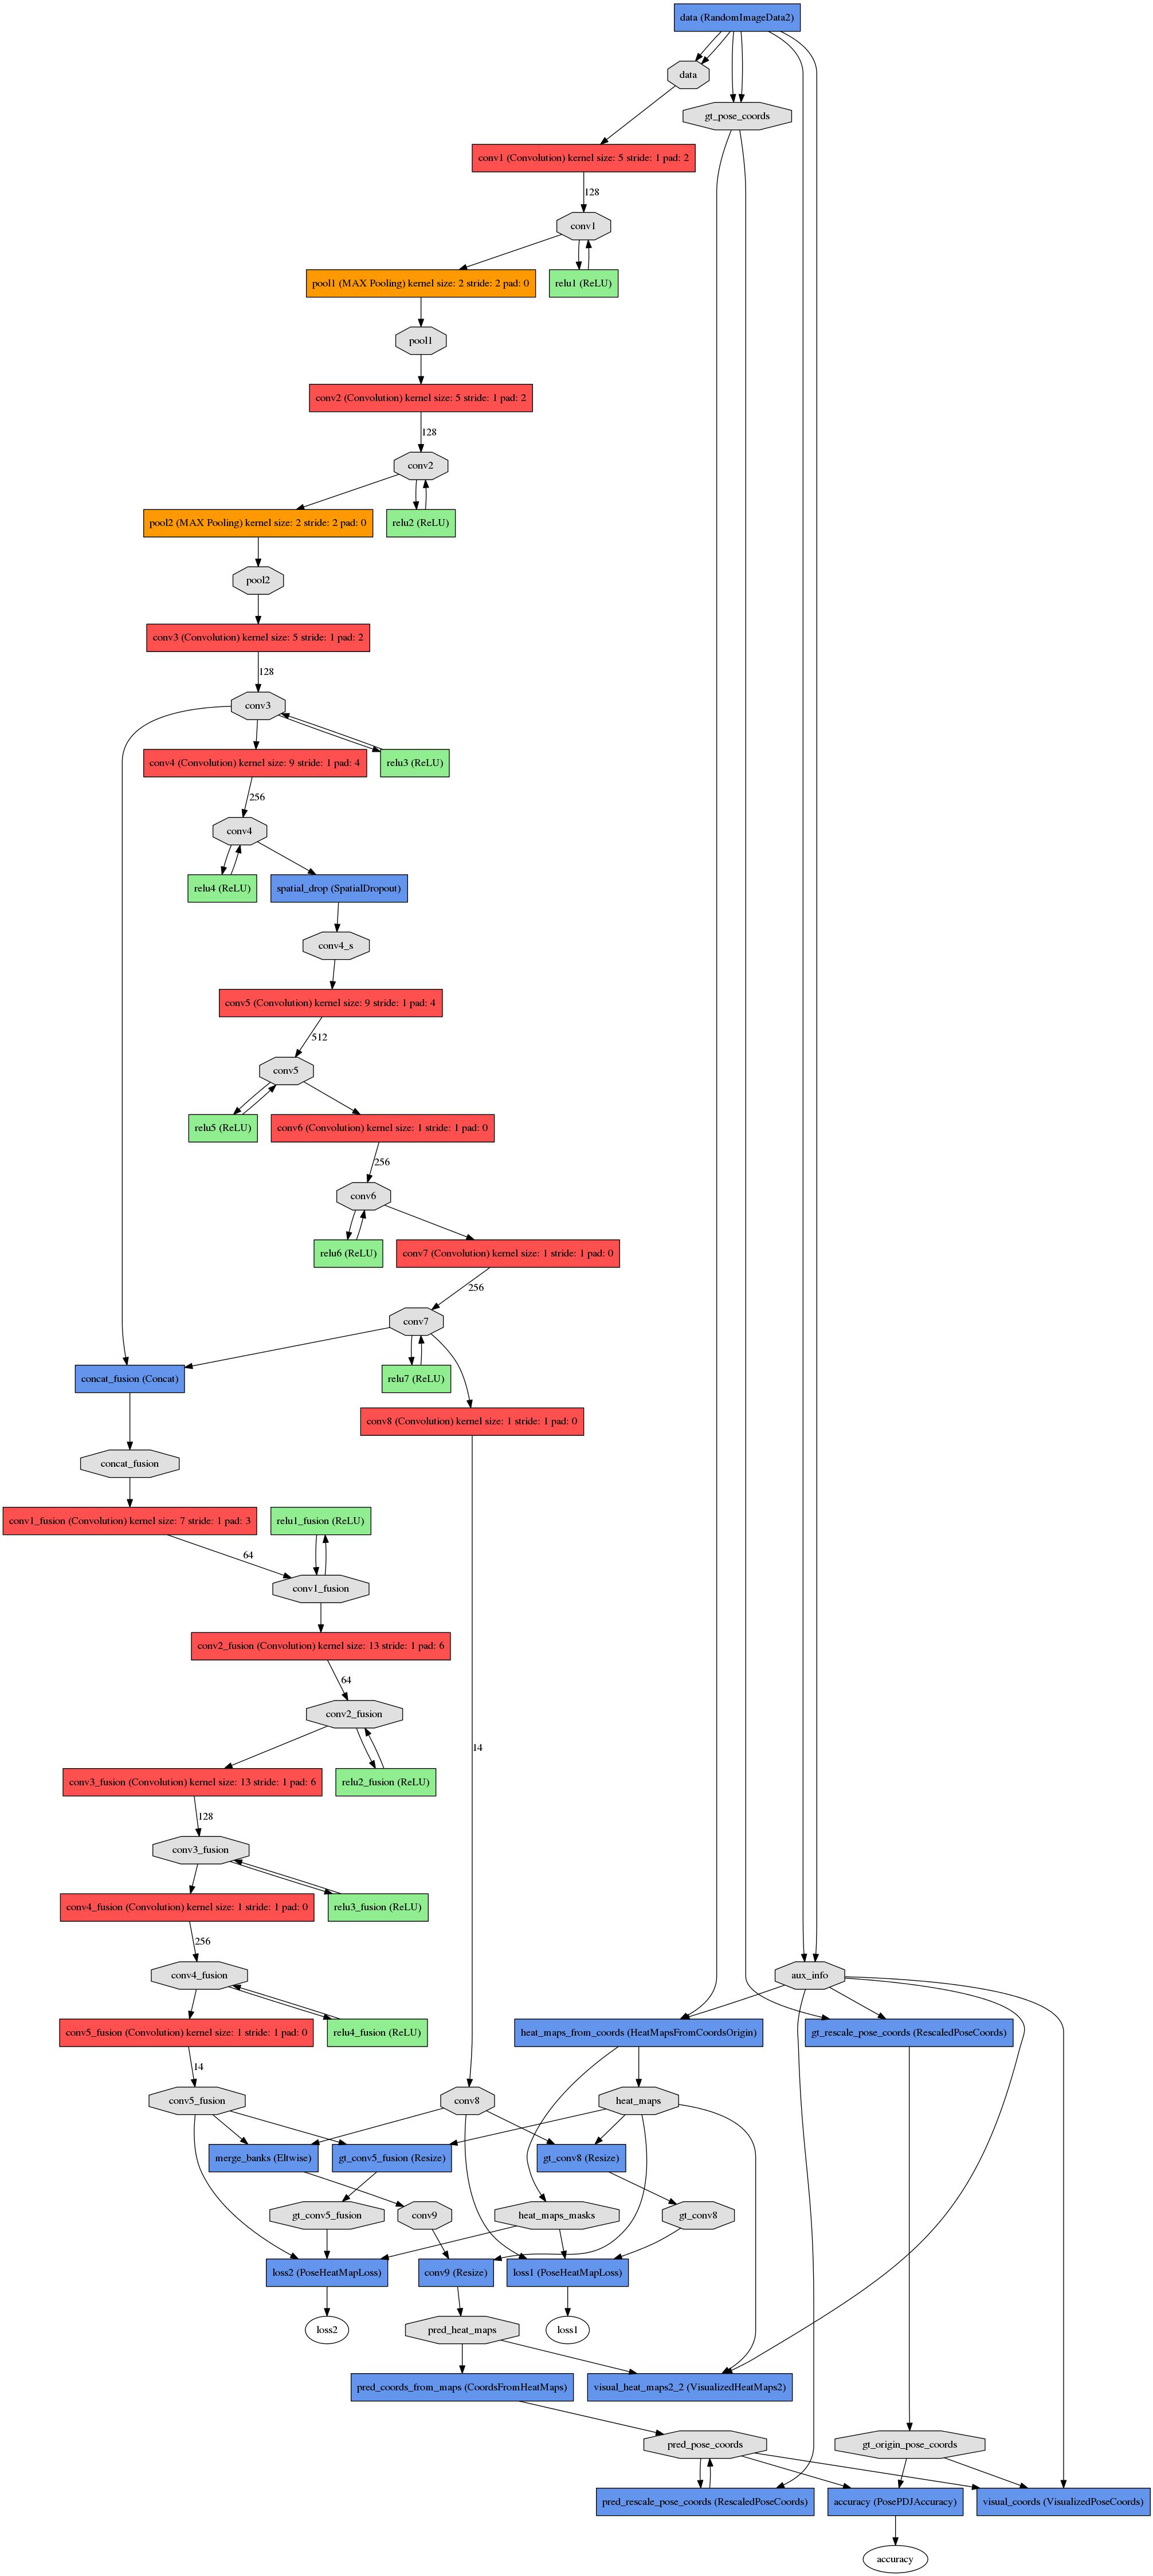 data (RandomImageData2)
data
gt_pose_coords
conv1 (Convolution) kernel size: 5 stride: 1 pad: 2
128
conv1
pool1 (MAX Pooling) kernel size: 2 stride: 2 pad: 0
relu1 (ReLU)
pool1
conv2 (Convolution) kernel size: 5 stride: 1 pad: 2
128
conv2
pool2 (MAX Pooling) kernel size: 2 stride: 2 pad: 0
relu2 (ReLU)
pool2
conv3 (Convolution) kernel size: 5 stride: 1 pad: 2
128
conv3
conv4 (Convolution) kernel size: 9 stride: 1 pad: 4
relu3 (ReLU)
256
conv4
relu4 (ReLU)
spatial_drop (SpatialDropout)
conv4_s
conv5 (Convolution) kernel size: 9 stride: 1 pad: 4
512
conv5
relu5 (ReLU)
conv6 (Convolution) kernel size: 1 stride: 1 pad: 0
256
conv6
relu6 (ReLU)
conv7 (Convolution) kernel size: 1 stride: 1 pad: 0
256
conv7
concat_fusion (Concat)
relu7 (ReLU)
conv8 (Convolution) kernel size: 1 stride: 1 pad: 0
concat_fusion
conv1_fusion (Convolution) kernel size: 7 stride: 1 pad: 3
relu1_fusion (ReLU)
64
conv1_fusion
conv2_fusion (Convolution) kernel size: 13 stride: 1 pad: 6
64
conv2_fusion
14
conv3_fusion (Convolution) kernel size: 13 stride: 1 pad: 6
relu2_fusion (ReLU)
128
conv3_fusion
conv4_fusion (Convolution) kernel size: 1 stride: 1 pad: 0
relu3_fusion (ReLU)
256
conv4_fusion
aux_info
conv5_fusion (Convolution) kernel size: 1 stride: 1 pad: 0
relu4_fusion (ReLU)
heat_maps_from_coords (HeatMapsFromCoordsOrigin)
gt_rescale_pose_coords (RescaledPoseCoords)
14
conv5_fusion
conv8
heat_maps
merge_banks (Eltwise)
gt_conv5_fusion (Resize)
gt_conv8 (Resize)
gt_conv5_fusion
conv9
heat_maps_masks
gt_conv8
loss2 (PoseHeatMapLoss)
conv9 (Resize)
loss1 (PoseHeatMapLoss)
loss2
pred_heat_maps
loss1
pred_coords_from_maps (CoordsFromHeatMaps)
visual_heat_maps2_2 (VisualizedHeatMaps2)
pred_pose_coords
gt_origin_pose_coords
pred_rescale_pose_coords (RescaledPoseCoords)
accuracy (PosePDJAccuracy)
visual_coords (VisualizedPoseCoords)
accuracy